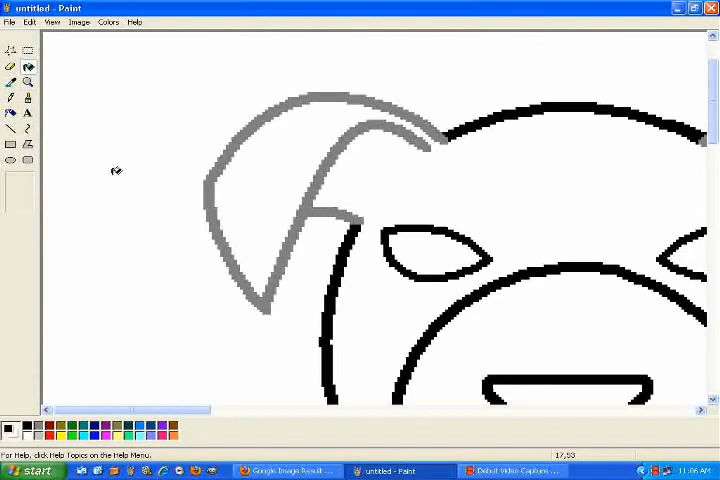 untitled - Paint
File Edit View Image Colors Help
For Help, click Help Topics on the Help Menu.
17,53
start
Google Image Result ...
untitled - Paint
Debut Video Capture ...
11:06 AM